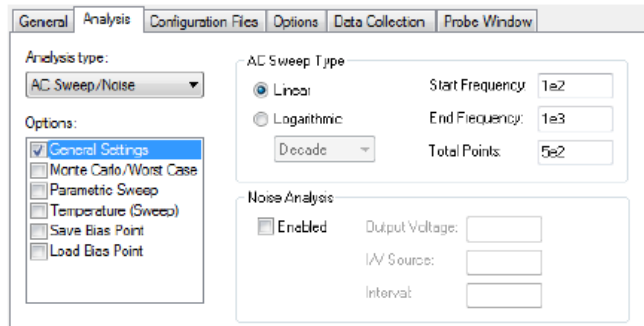 General Analysis Configuration Files Options Data Collection Probe Window
Analysis type:
AC Sweep/Noise
Options:
General Settings
Monte Carlo/Worst Case
Parametric Sweep
Temperature (Sweep)
Save Bias Point
Load Bias Point
AC Sweep Type
Linear
Logarithmic
Decade
Start Frequency: 1e2
End Frequency: 1e3
Total Points: 5e2
Noise Analysis
Enabled
Output Voltage:
I/V Source:
Interval: